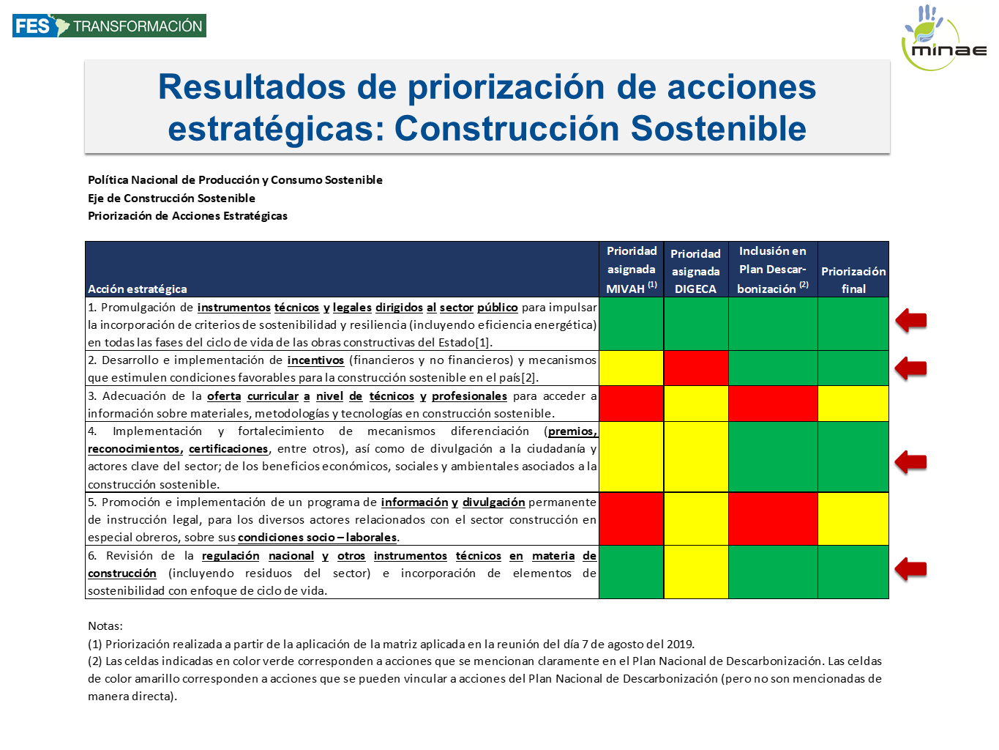 FES TRANSFORMACIÓN
minae
Resultados de priorización de acciones
estratégicas: Construcción Sostenible
Política Nacional de Producción y Consumo Sostenible
Eje de Construcción Sostenible
Priorización de Acciones Estratégicas
Acción estratégica
Prioridad
asignada
MIVAH (1)
Prioridad
asignada
DIGECA
Inclusión en
Plan Descar-
bonización (2)
Priorización
final
1. Promulgación de instrumentos técnicos y legales dirigidos al sector público para impulsar
la incorporación de criterios de sostenibilidad y resiliencia (incluyendo eficiencia energética)
en todas las fases del ciclo de vida de las obras constructivas del Estado[1].
2. Desarrollo e implementación de incentivos (financieros y no financieros) y mecanismos
que estimulen condiciones favorables para la construcción sostenible en el país[2].
3. Adecuación de la oferta curricular a nivel de técnicos y profesionales para acceder a
información sobre materiales, metodologías y tecnologías en construcción sostenible.
4. Implementación y fortalecimiento de mecanismos diferenciación (premios,
reconocimientos, certificaciones, entre otros), así como de divulgación a la ciudadanía y
actores clave del sector; de los beneficios económicos, sociales y ambientales asociados a la
construcción sostenible.
5. Promoción e implementación de un programa de información y divulgación permanente
de instrucción legal, para los diversos actores relacionados con el sector construcción en
especial obreros, sobre sus condiciones socio – laborales.
6. Revisión de la regulación nacional y otros instrumentos técnicos en materia de
construcción (incluyendo residuos del sector) e incorporación de elementos de
sostenibilidad con enfoque de ciclo de vida.
Notas:
(1) Priorización realizada a partir de la aplicación de la matriz aplicada en la reunión del día 7 de agosto del 2019.
(2) Las celdas indicadas en color verde corresponden a acciones que se mencionan claramente en el Plan Nacional de Descarbonización. Las celdas
de color amarillo corresponden a acciones que se pueden vincular a acciones del Plan Nacional de Descarbonización (pero no son mencionadas de
manera directa).